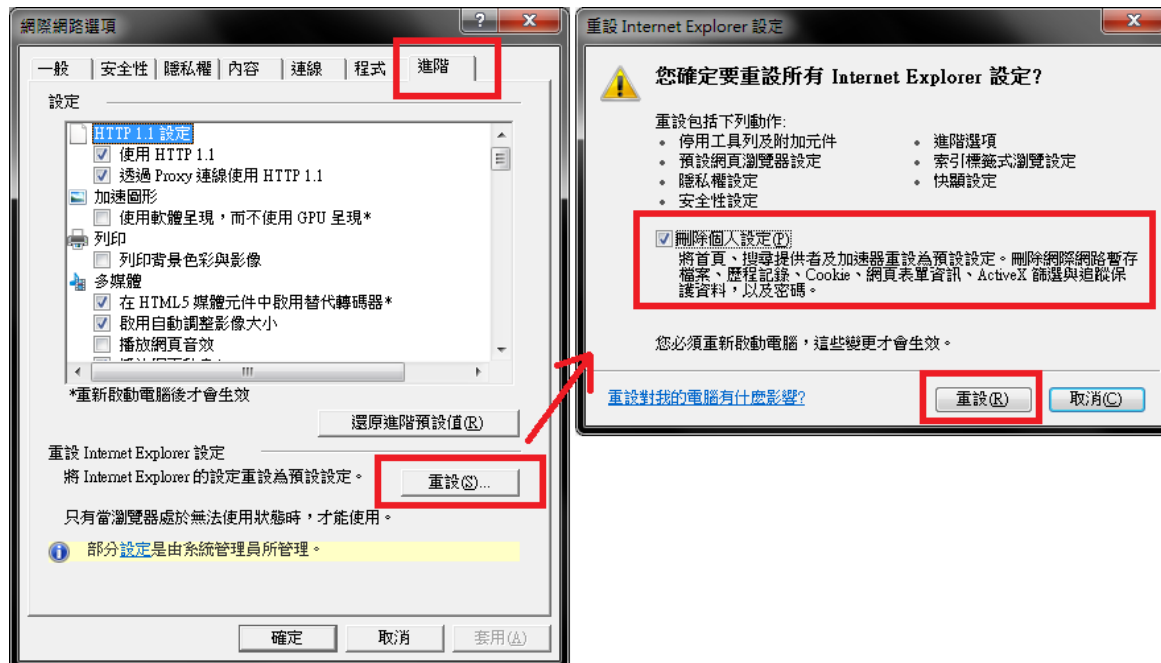 網際網路選項
一般
安全性
隱私權
內容
連線
程式
進階
設定
HTTP 1.1 設定
使用 HTTP 1.1
透過 Proxy 連線使用 HTTP 1.1
加速圖形
使用軟體呈現，而不使用 GPU 呈現*
列印
列印背景色彩與影像
多媒體
在 HTML5 媒體元件中啟用替代轉碼器*
啟用自動調整影像大小
播放網頁音效
*重新啟動電腦後才會生效
還原進階預設值(R)
重設 Internet Explorer 設定
將 Internet Explorer 的設定重設為預設設定。
重設(S)...
只有當瀏覽器處於無法使用狀態時，才能使用。
部分設定是由系統管理員所管理。
確定
取消
套用(A)
重設 Internet Explorer 設定
您確定要重設所有 Internet Explorer 設定?
重設包括下列動作:
• 停用工具列及附加元件
• 預設網頁瀏覽器設定
• 隱私權設定
• 安全性設定
• 進階選項
• 索引標籤式瀏覽設定
• 快顯設定
刪除個人設定(P)
將首頁、搜尋提供者及加速器重設為預設設定。刪除網際網路暫存
檔案、歷程記錄、Cookie、網頁表單資訊、ActiveX 篩選與追蹤保
護資料，以及密碼。
您必須重新啟動電腦，這些變更才會生效。
重設對我的電腦有什麼影響?
重設(R)
取消(C)